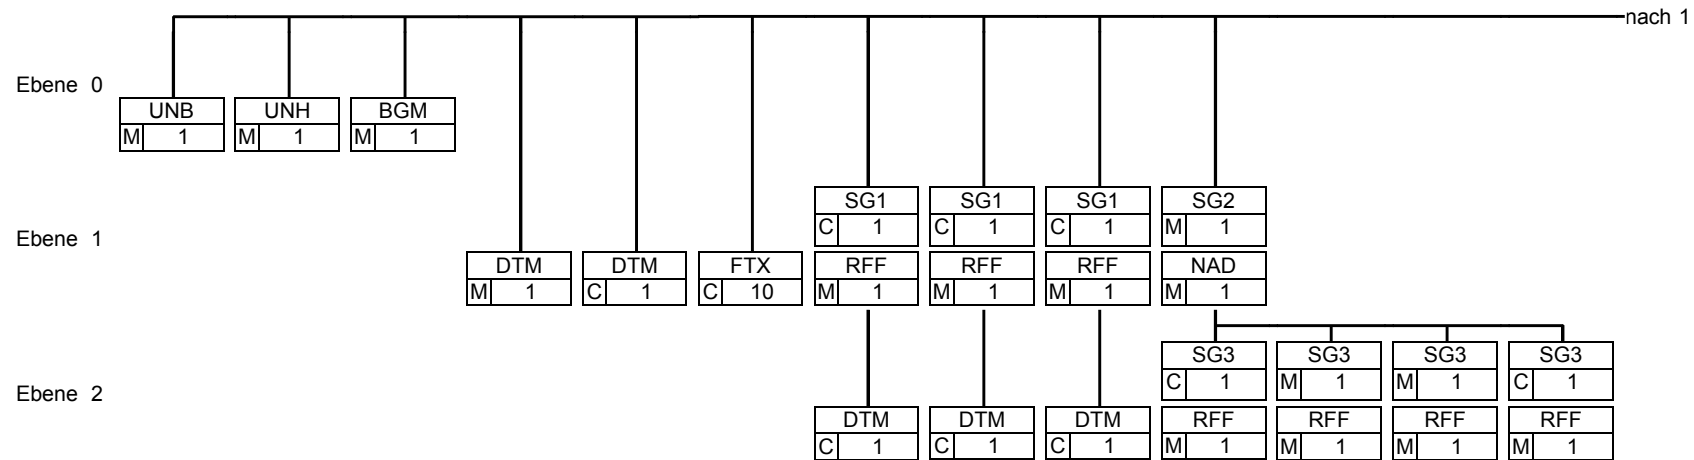 nach 1
Ebene 0
UNB UNH BGM
M 1 M 1 M 1
SG1 SG1 SG1 SG2
C 1 C 1 C 1 M 1
Ebene 1
DTM DTM FTX RFF RFF RFF NAD
M 1 C 1 C 10 M 1 M 1 M 1 M 1
SG3 SG3 SG3 SG3
C 1 M 1 M 1 C 1
Ebene 2
DTM DTM DTM RFF RFF RFF RFF
C 1 C 1 C 1 M 1 M 1 M 1 M 1